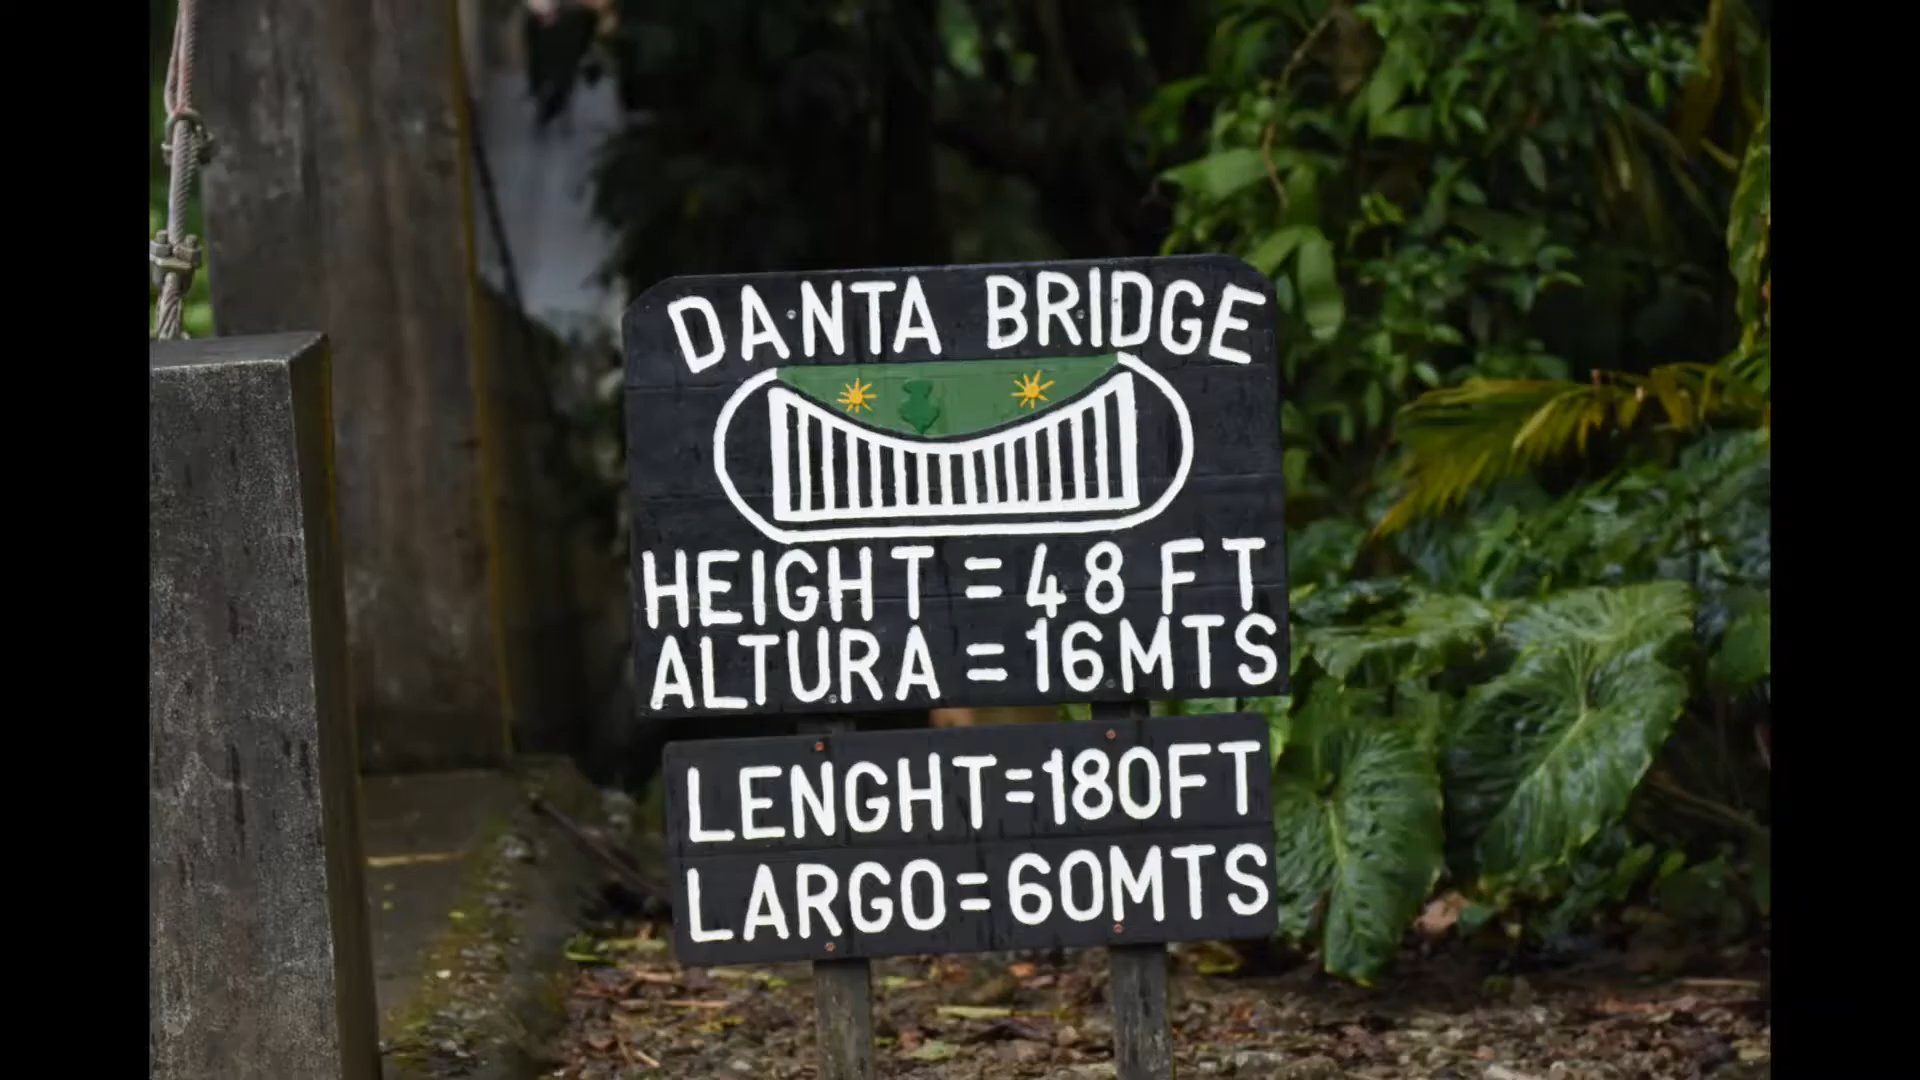 DANTA BRIDGE
HEIGHT = 48 FT
ALTURA = 16 MTS
LENGHT=180FT
LARGO=60MTS